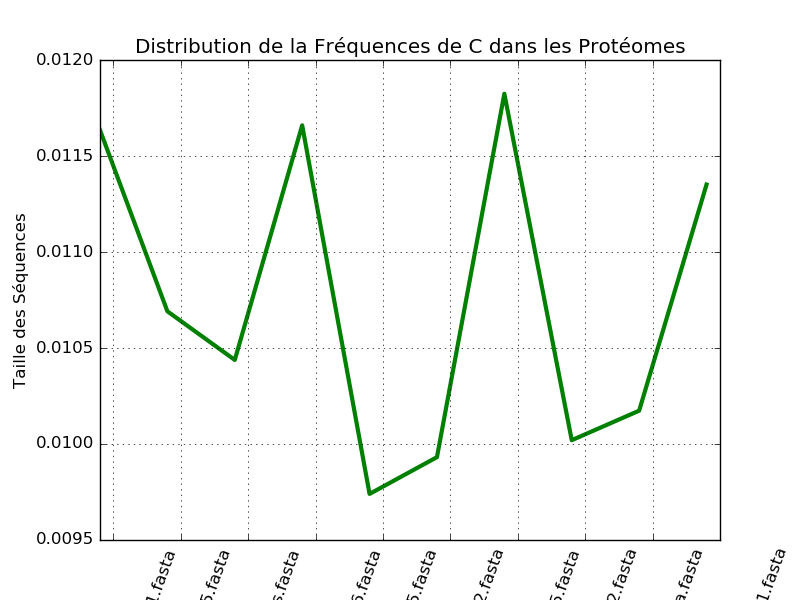 Distribution de la Fréquences de C dans les Protéomes
0.0120
0.0115
0.0110
0.0105
0.0100
0.0095
Taille des Séquences
1.fasta
5.fasta
s.fasta
6.fasta
5.fasta
2.fasta
6.fasta
2.fasta
a.fasta
1.fasta